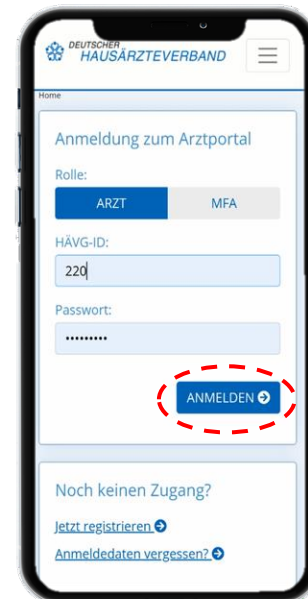 DEUTSCHER
HAUSÄRZTEVERBAND
Home
Anmeldung zum Arztportal
Rolle:
ARZT MFA
HÄVG-ID:
220
Passwort:
•••••••••
ANMELDEN
Noch keinen Zugang?
Jetzt registrieren
Anmeldedaten vergessen?